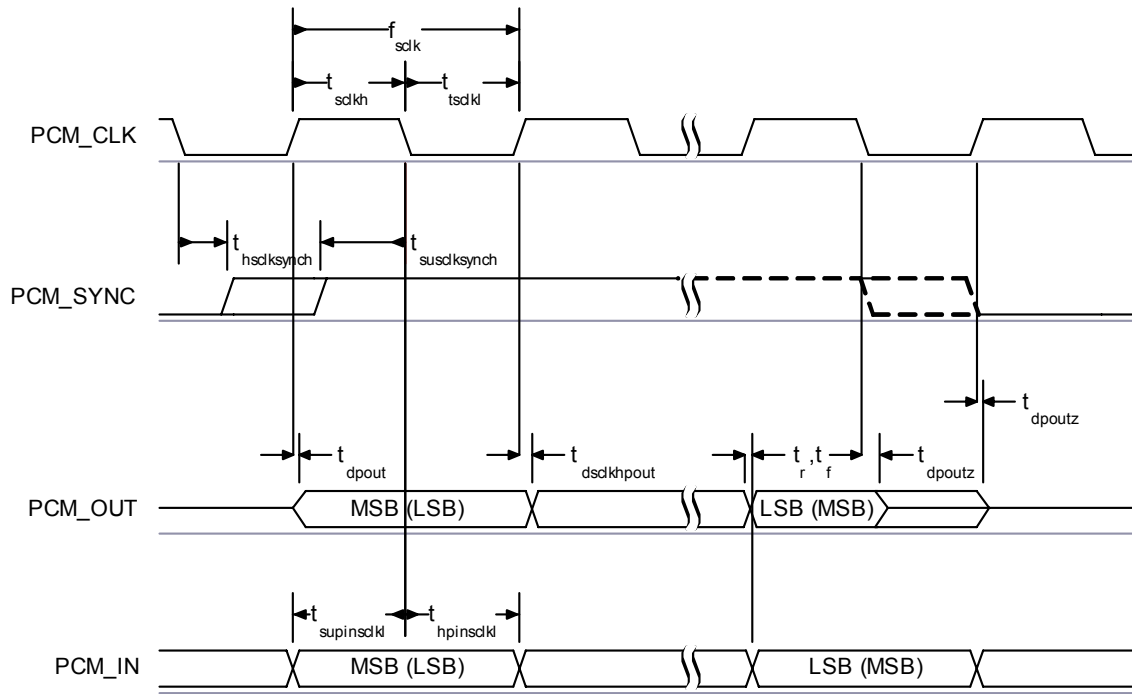 f sclk
t sclkh
t tsclkl
PCM_CLK
t hsclksynch
t susclksynch
PCM_SYNC
t dpoutz
t dpout
t dsclkhpout
t r ,t f
t dpoutz
PCM_OUT
MSB (LSB)
LSB (MSB)
t supinsclkl
t hpinsclkl
PCM_IN
MSB (LSB)
LSB (MSB)